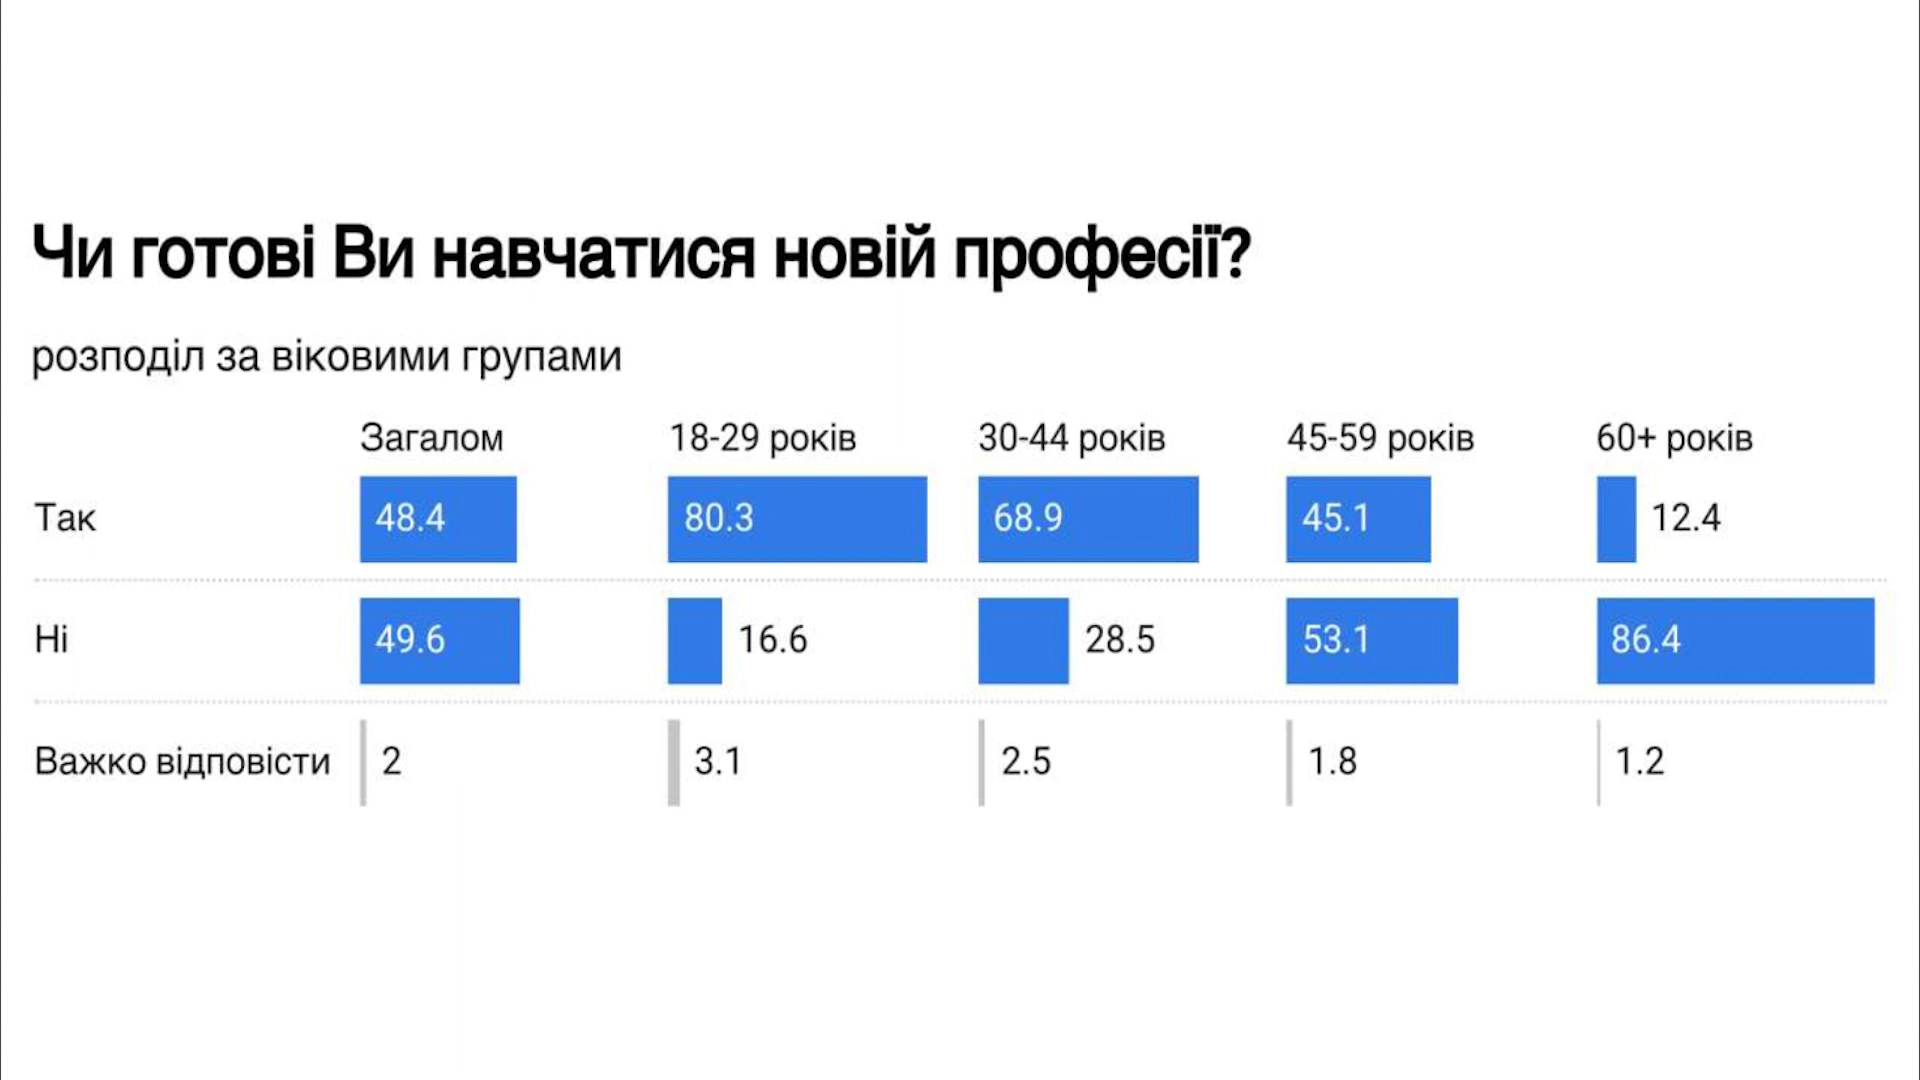 Чи готові Ви навчатися новій професії?
розподіл за віковими групами
Загалом 18-29 років 30-44 років 45-59 років 60+ років
Так 48.4 80.3 68.9 45.1 12.4
Ні 49.6 16.6 28.5 53.1 86.4
Важко відповісти 2 3.1 2.5 1.8 1.2